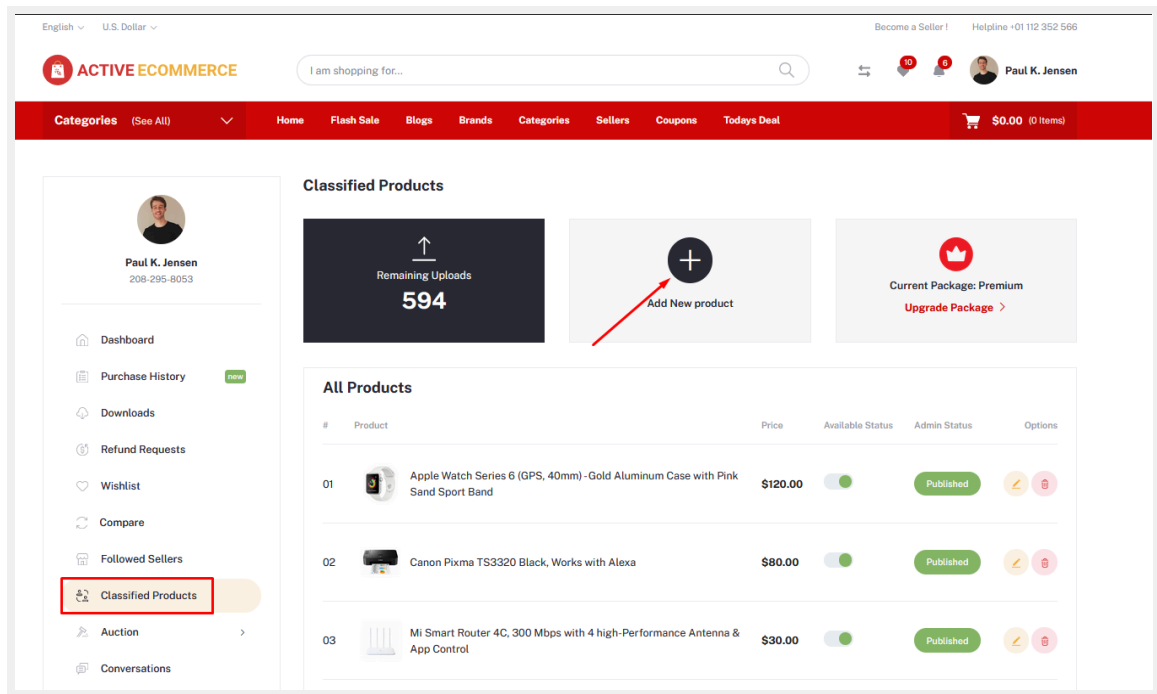 English U.S. Dollar Become a Seller ! Helpline +01 112 352 566
ACTIVE ECOMMERCE I am shopping for... 10 6 Paul K. Jensen
Categories (See All) Home Flash Sale Blogs Brands Categories Sellers Coupons Todays Deal $0.00 (0 Items)
Paul K. Jensen
208-295-8053
Dashboard
Purchase History new
Downloads
Refund Requests
Wishlist
Compare
Followed Sellers
Classified Products
Auction
Conversations
Classified Products
Remaining Uploads
594
Add New product
Current Package: Premium
Upgrade Package
All Products
# Product Price Available Status Admin Status Options
01 Apple Watch Series 6 (GPS, 40mm) - Gold Aluminum Case with Pink
Sand Sport Band $120.00 Published
02 Canon Pixma TS3320 Black, Works with Alexa $80.00 Published
03 Mi Smart Router 4C, 300 Mbps with 4 high-Performance Antenna &
App Control $30.00 Published